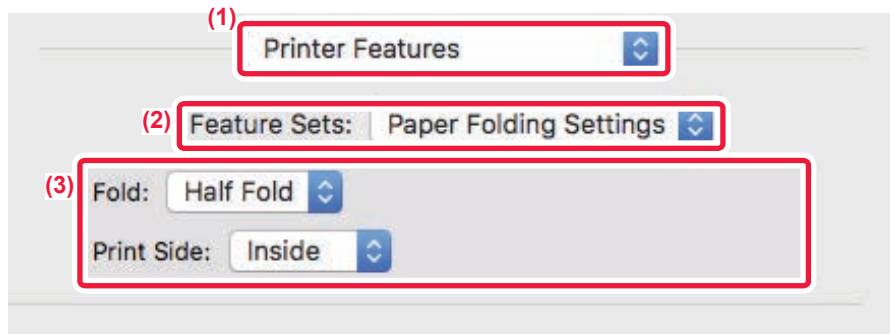 (1)
Printer Features
(2) Feature Sets: Paper Folding Settings
(3) Fold: Half Fold
Print Side: Inside